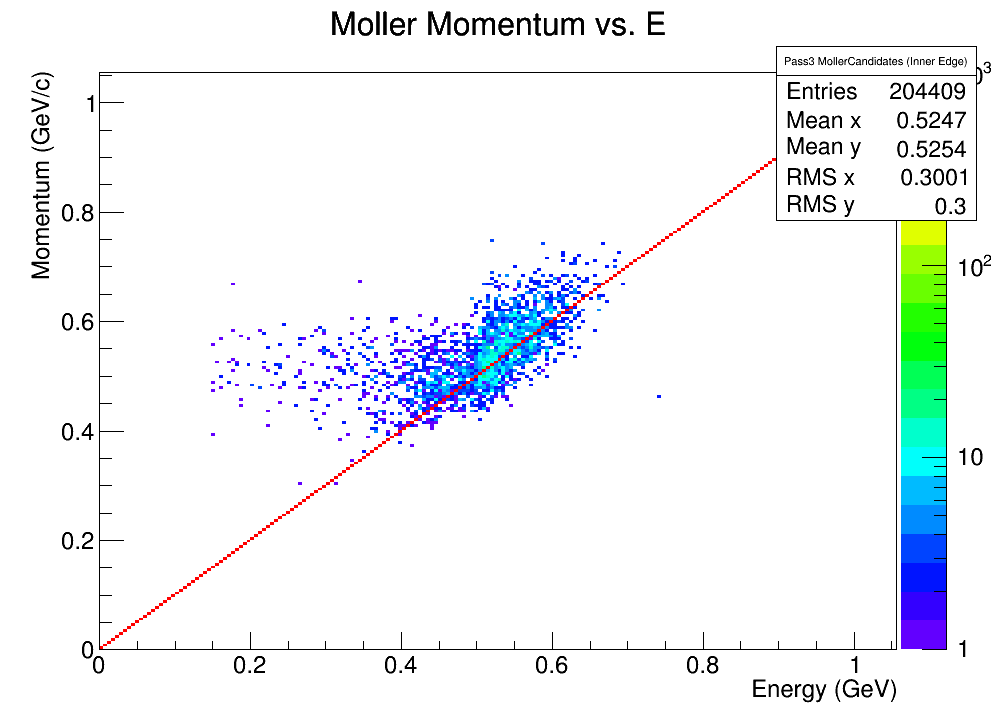 Moller Momentum vs. E
Pass3 MollerCandidates (Inner Edge)
Entries 204409
Mean x 0.5247
Mean y 0.5254
RMS x 0.3001
RMS y 0.3
Momentum (GeV/c)
1
0.8
0.6
0.4
0.2
0
0 0.2 0.4 0.6 0.8 1
Energy (GeV)
10²
10
1